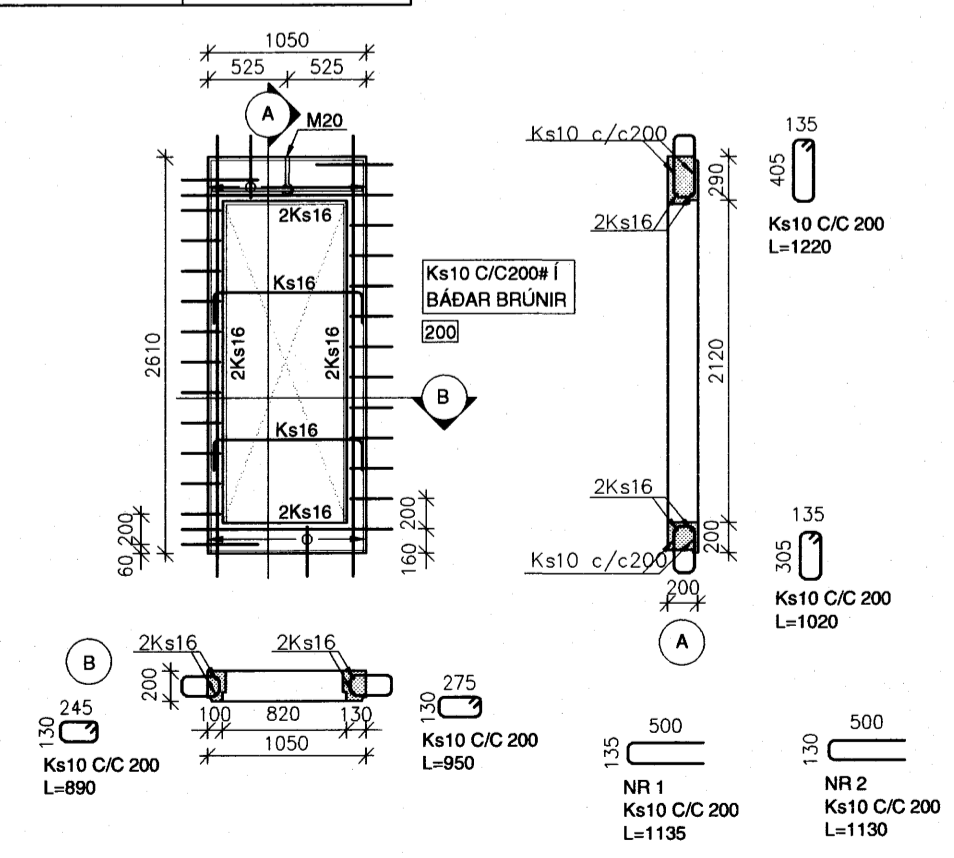 1050
525 525
A
M20
2Ks16
Ks16
2Ks16
2Ks16
Ks16
2Ks16
2610
200
60
200
160
Ks10 C/C200# Í
BÁÐAR BRÚNIR
200
B
Ks10 c/c200
2Ks16
290
2120
2Ks16
Ks10 c/c200
200
200
A
135
405
Ks10 C/C 200
L=1220
135
305
Ks10 C/C 200
L=1020
B
2Ks16 2Ks16
200
100 820 130
1050
245
130
Ks10 C/C 200
L=890
275
130
Ks10 C/C 200
L=950
500
135
NR 1
Ks10 C/C 200
L=1135
500
130
NR 2
Ks10 C/C 200
L=1130